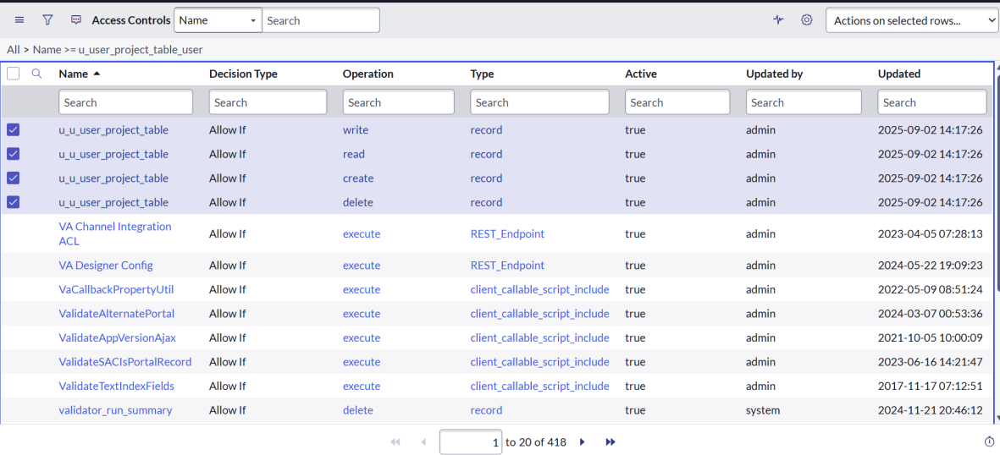 Access Controls Name Search Actions on selected rows...
All > Name >= u_user_project_table_user
Name Decision Type Operation Type Active Updated by Updated
Search Search Search Search Search Search Search
u_u_user_project_table Allow If write record true admin 2025-09-02 14:17:26
u_u_user_project_table Allow If read record true admin 2025-09-02 14:17:26
u_u_user_project_table Allow If create record true admin 2025-09-02 14:17:26
u_u_user_project_table Allow If delete record true admin 2025-09-02 14:17:26
VA Channel Integration
ACL Allow If execute REST_Endpoint true admin 2023-04-05 07:28:13
VA Designer Config Allow If execute REST_Endpoint true admin 2024-05-22 19:09:23
VaCallbackPropertyUtil Allow If execute client_callable_script_include true admin 2022-05-09 08:51:24
ValidateAlternatePortal Allow If execute client_callable_script_include true admin 2024-03-07 00:53:36
ValidateAppVersionAjax Allow If execute client_callable_script_include true admin 2021-10-05 10:00:09
ValidateSACIsPortalRecord Allow If execute client_callable_script_include true admin 2023-06-16 14:21:47
ValidateTextIndexFields Allow If execute client_callable_script_include true admin 2017-11-17 07:12:51
validator_run_summary Allow If delete record true system 2024-11-21 20:46:12
1 to 20 of 418